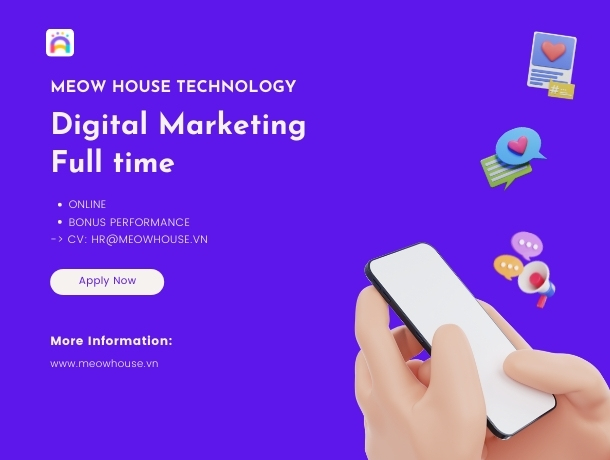 MEOW HOUSE TECHNOLOGY
Digital Marketing
Full time
• ONLINE
• BONUS PERFORMANCE
-> CV: HR@MEOWHOUSE.VN
Apply Now
More Information:
www.meowhouse.vn
#